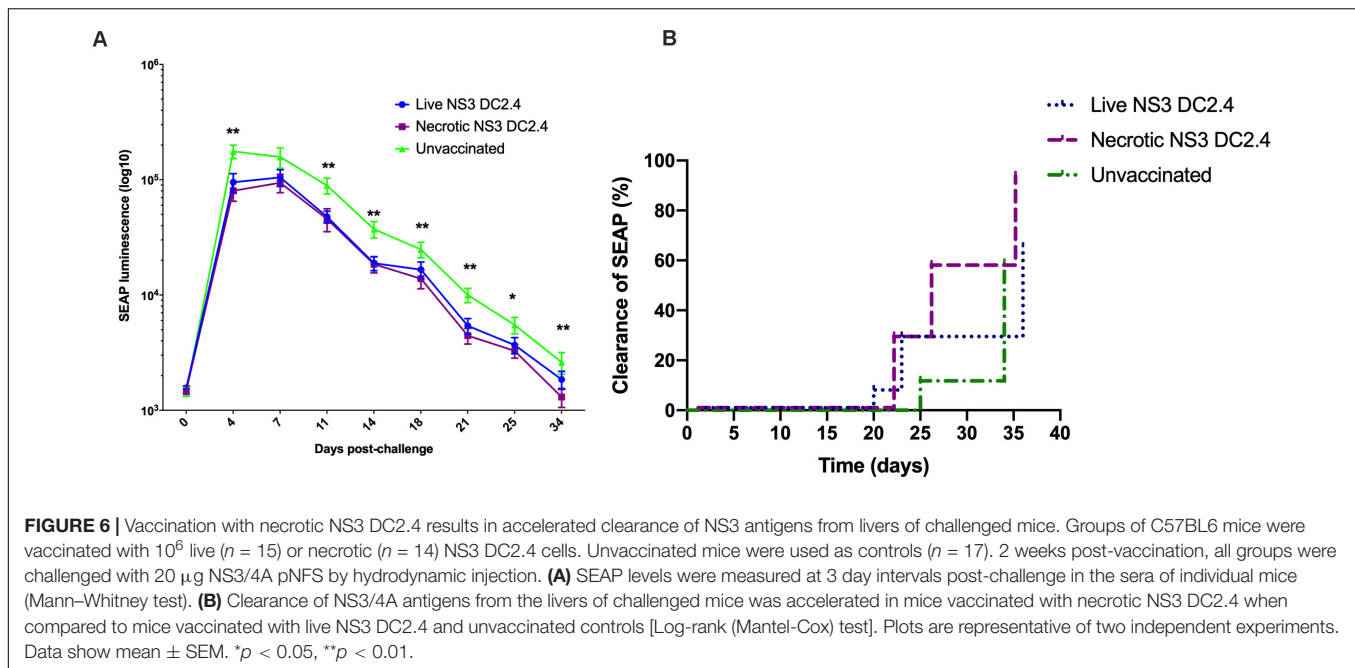 A
B
10⁶
10⁵
10⁴
10³
SEAP luminescence (log10)
Live NS3 DC2.4
Necrotic NS3 DC2.4
Unvaccinated
**
**
**
**
**
*
**
0
4
7
11
14
18
21
25
34
Days post-challenge
Live NS3 DC2.4
Necrotic NS3 DC2.4
Unvaccinated
Clearance of SEAP (%)
100
80
60
40
20
0
0 5 10 15 20 25 30 35 40
Time (days)
FIGURE 6 | Vaccination with necrotic NS3 DC2.4 results in accelerated clearance of NS3 antigens from livers of challenged mice. Groups of C57BL6 mice were
vaccinated with 10⁶ live (n = 15) or necrotic (n = 14) NS3 DC2.4 cells. Unvaccinated mice were used as controls (n = 17). 2 weeks post-vaccination, all groups were
challenged with 20 μg NS3/4A pNFS by hydrodynamic injection. (A) SEAP levels were measured at 3 day intervals post-challenge in the sera of individual mice
(Mann–Whitney test). (B) Clearance of NS3/4A antigens from the livers of challenged mice was accelerated in mice vaccinated with necrotic NS3 DC2.4 when
compared to mice vaccinated with live NS3 DC2.4 and unvaccinated controls [Log-rank (Mantel-Cox) test]. Plots are representative of two independent experiments.
Data show mean ± SEM. *p < 0.05, **p < 0.01.